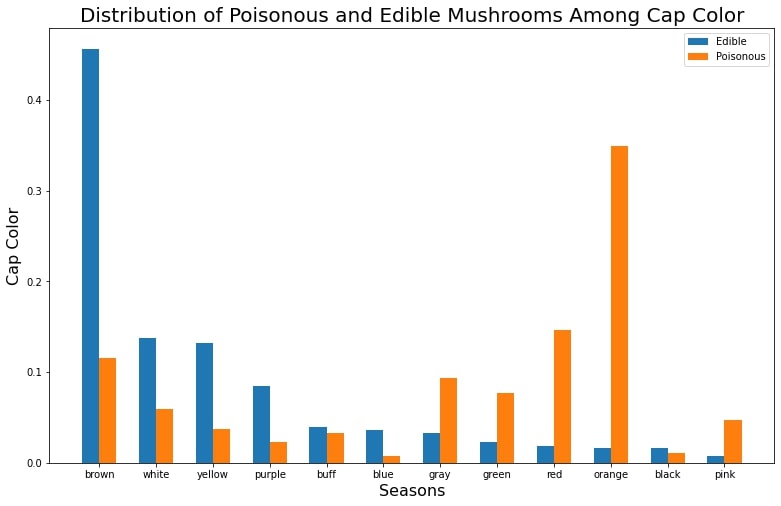 Distribution of Poisonous and Edible Mushrooms Among Cap Color
Edible
Poisonous
Cap Color
0.4
0.3
0.2
0.1
0.0
brown white yellow purple buff blue gray green red orange black pink
Seasons